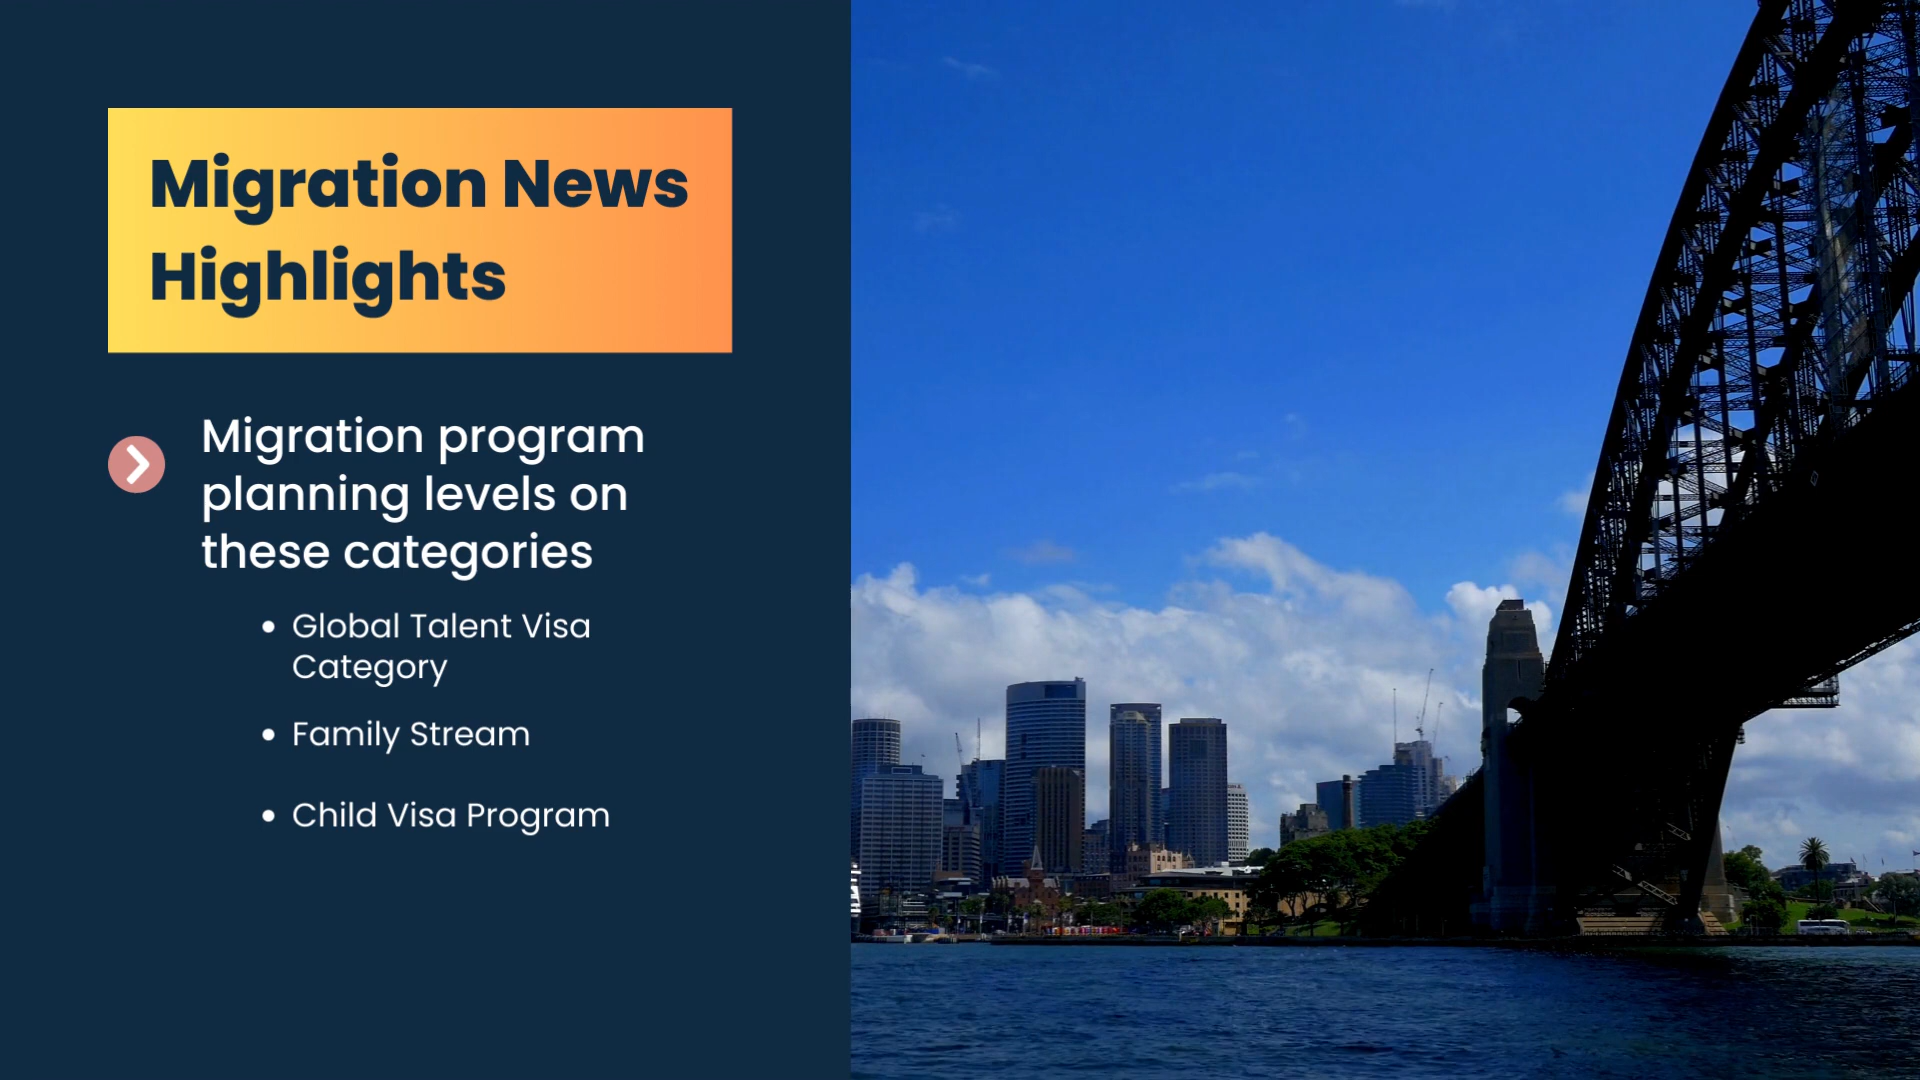 Migration News
Highlights
Migration program
planning levels on
these categories
Global Talent Visa
Category
Family Stream
Child Visa Program